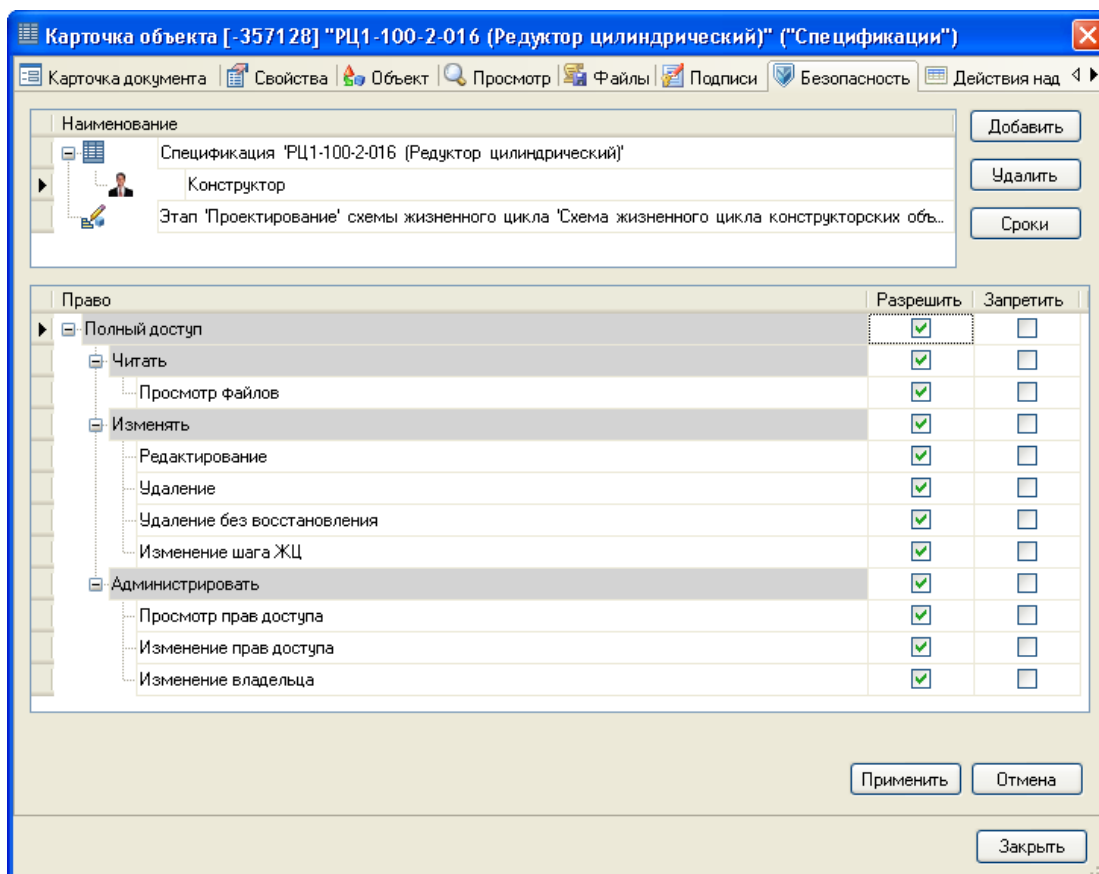 Карточка объекта [-357128] "РЦ1-100-2-016 (Редуктор цилиндрический)" ("Спецификации")
Карточка документа Свойства Объект Просмотр Файлы Подписи Безопасность Действия над
Наименование
Добавить
Спецификация 'РЦ1-100-2-016 (Редуктор цилиндрический)'
Конструктор
Удалить
Этап 'Проектирование' схемы жизненного цикла 'Схема жизненного цикла конструкторских объ...
Сроки
Право Разрешить Запретить
Полный доступ
Читать
Просмотр файлов
Изменять
Редактирование
Удаление
Удаление без восстановления
Изменение шага ЖЦ
Администрировать
Просмотр прав доступа
Изменение прав доступа
Изменение владельца
Применить Отмена
Закрыть